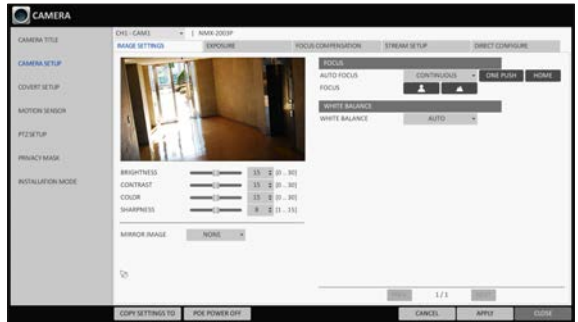 CAMERA
CAMERA TITLE
CAMERA SETUP
COVERT SETUP
MOTION SENSOR
PTZ SETUP
PRIVACY MASK
INSTALLATION MODE
CH1 - CAM1 | NMX-2003P
IMAGE SETTINGS EXPOSURE FOCUS COMPENSATION STREAM SETUP DIRECT CONFIGURE
FOCUS
AUTO FOCUS CONTINUOUS ONE PUSH HOME
FOCUS
WHITE BALANCE
WHITE BALANCE AUTO
BRIGHTNESS 15 [0 .. 30]
CONTRAST 15 [0 .. 30]
COLOR 15 [0 .. 30]
SHARPNESS 8 [1 .. 15]
MIRROR IMAGE NONE
1/1
COPY SETTINGS TO POE POWER OFF CANCEL APPLY CLOSE